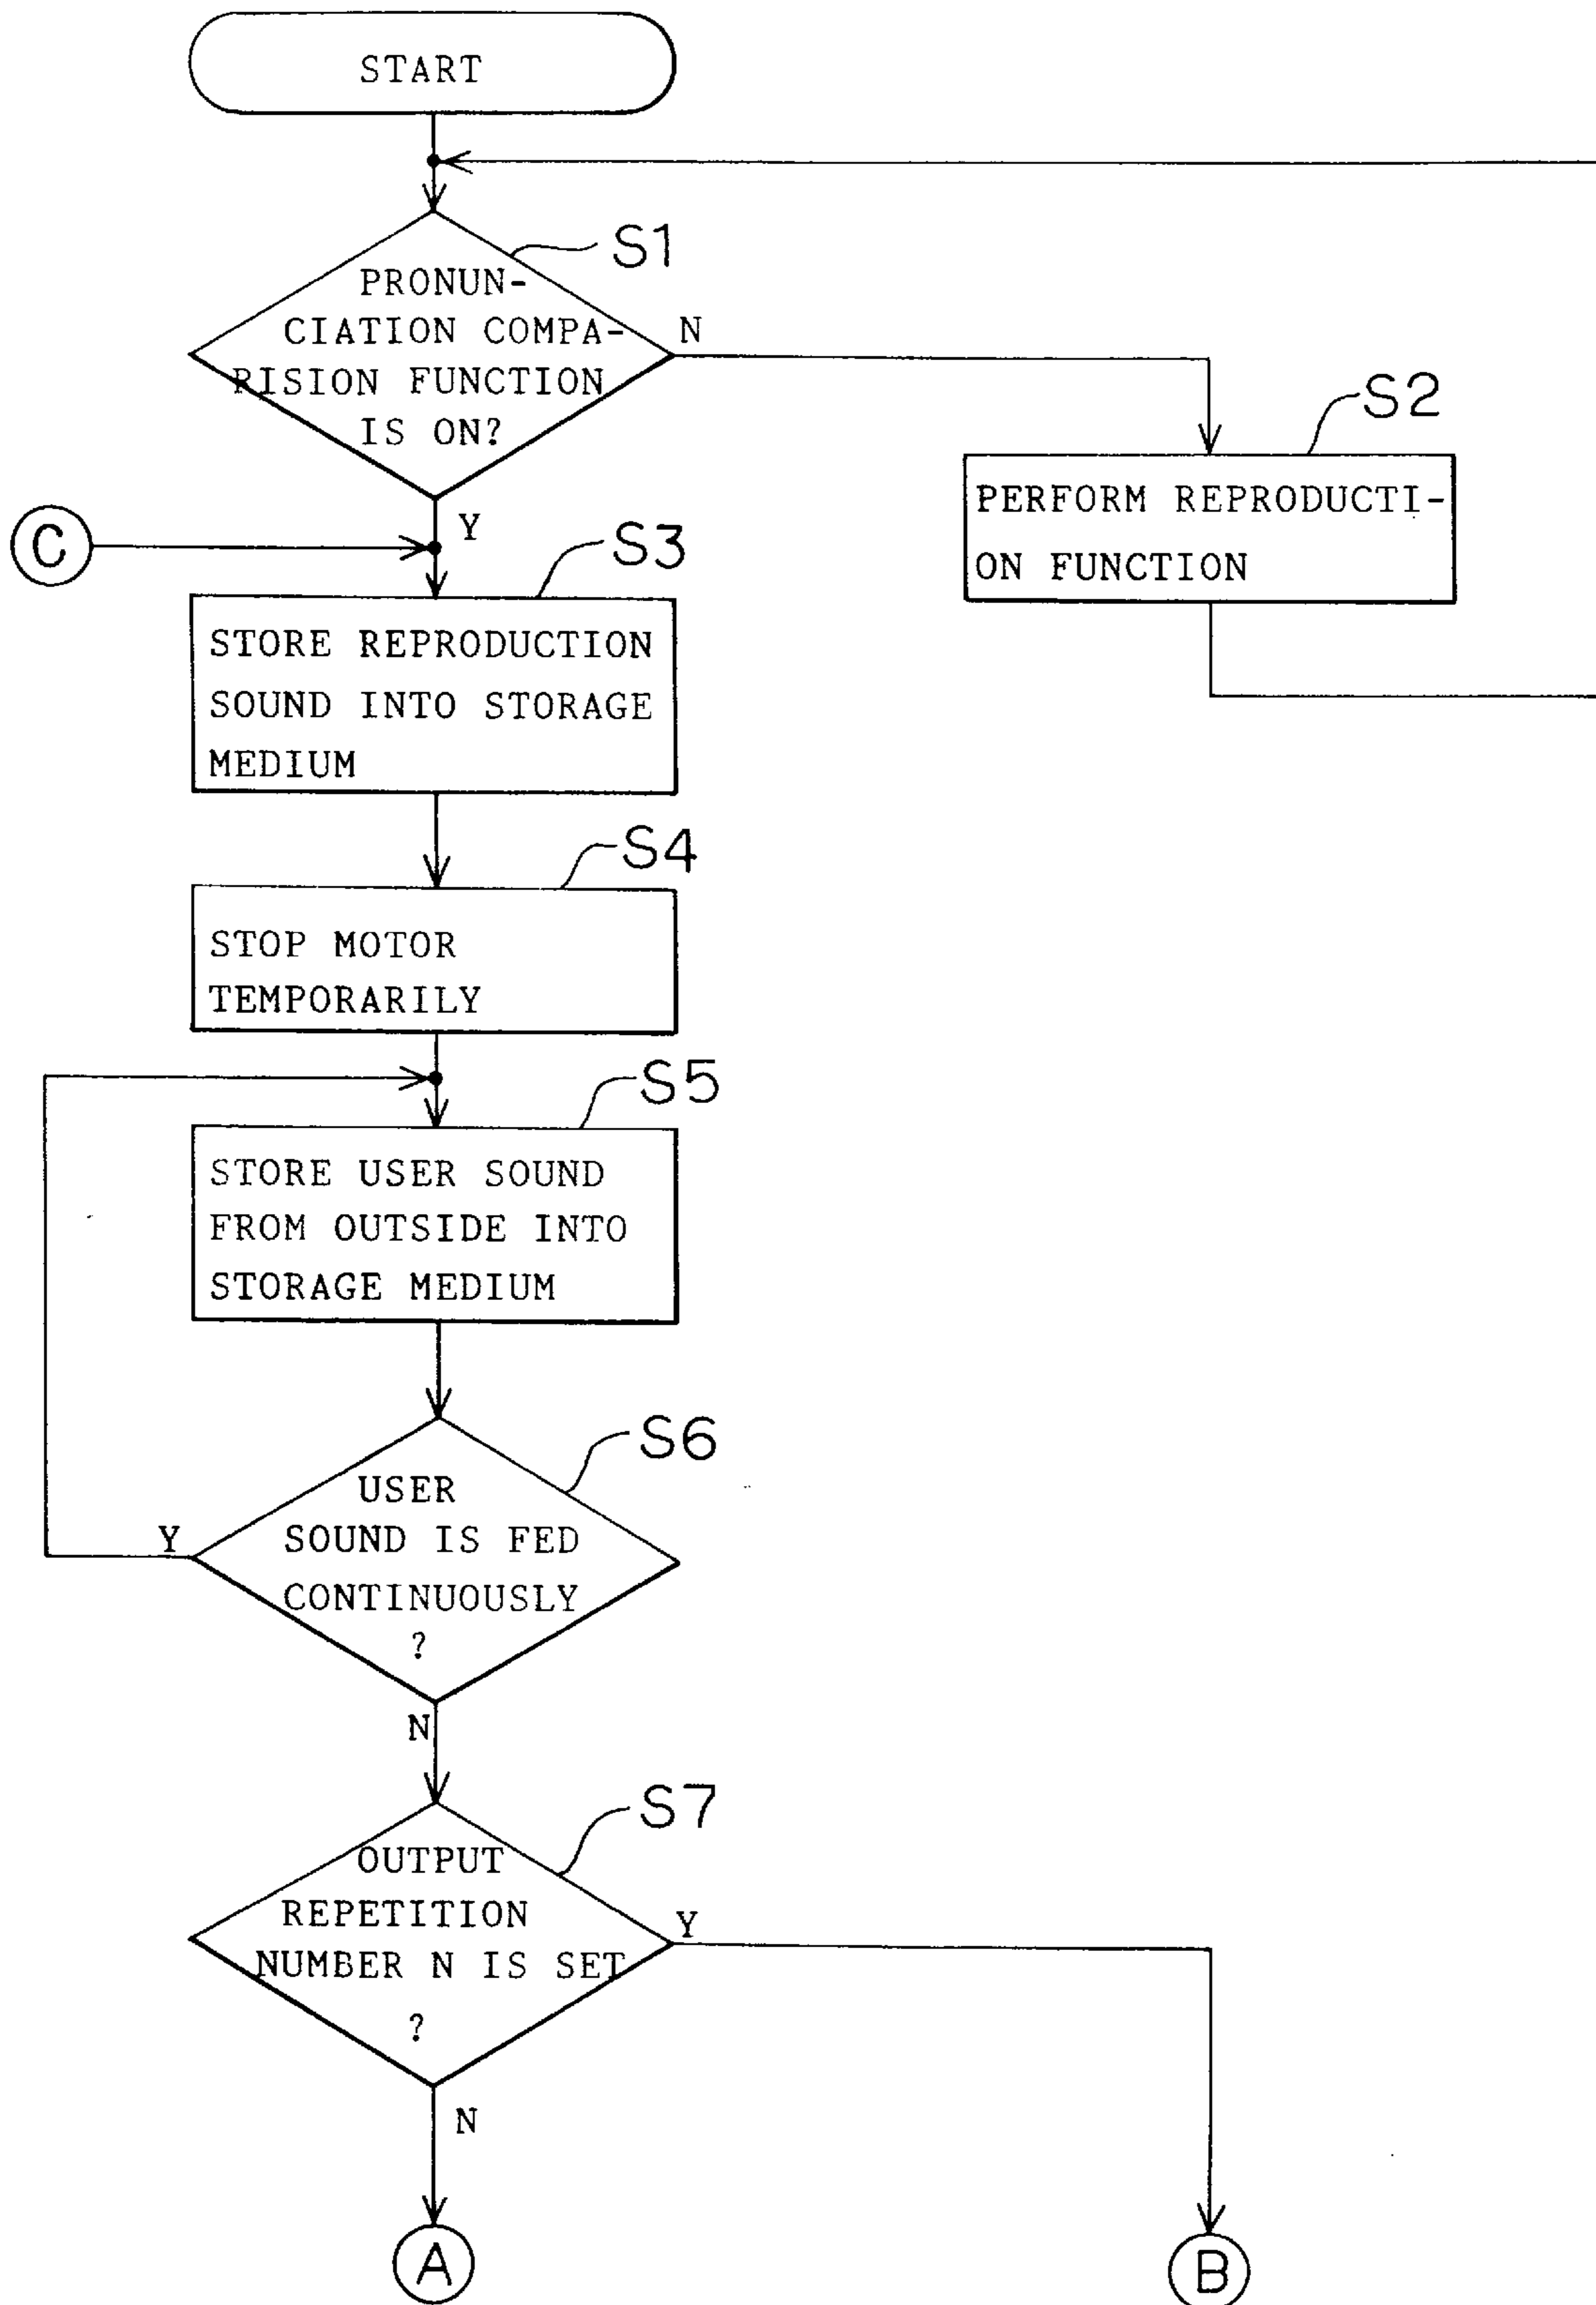 START
S1
PRONUN-
CIATION COMPA-
RISION FUNCTION
IS ON?
N
S2
PERFORM REPRODUCTI-
ON FUNCTION
Y
C
S3
STORE REPRODUCTION
SOUND INTO STORAGE
MEDIUM
S4
STOP MOTOR
TEMPORARILY
S5
STORE USER SOUND
FROM OUTSIDE INTO
STORAGE MEDIUM
S6
USER
SOUND IS FED
CONTINUOUSLY
?
Y
N
S7
OUTPUT
REPETITION
NUMBER N IS SET
?
Y
N
A
B